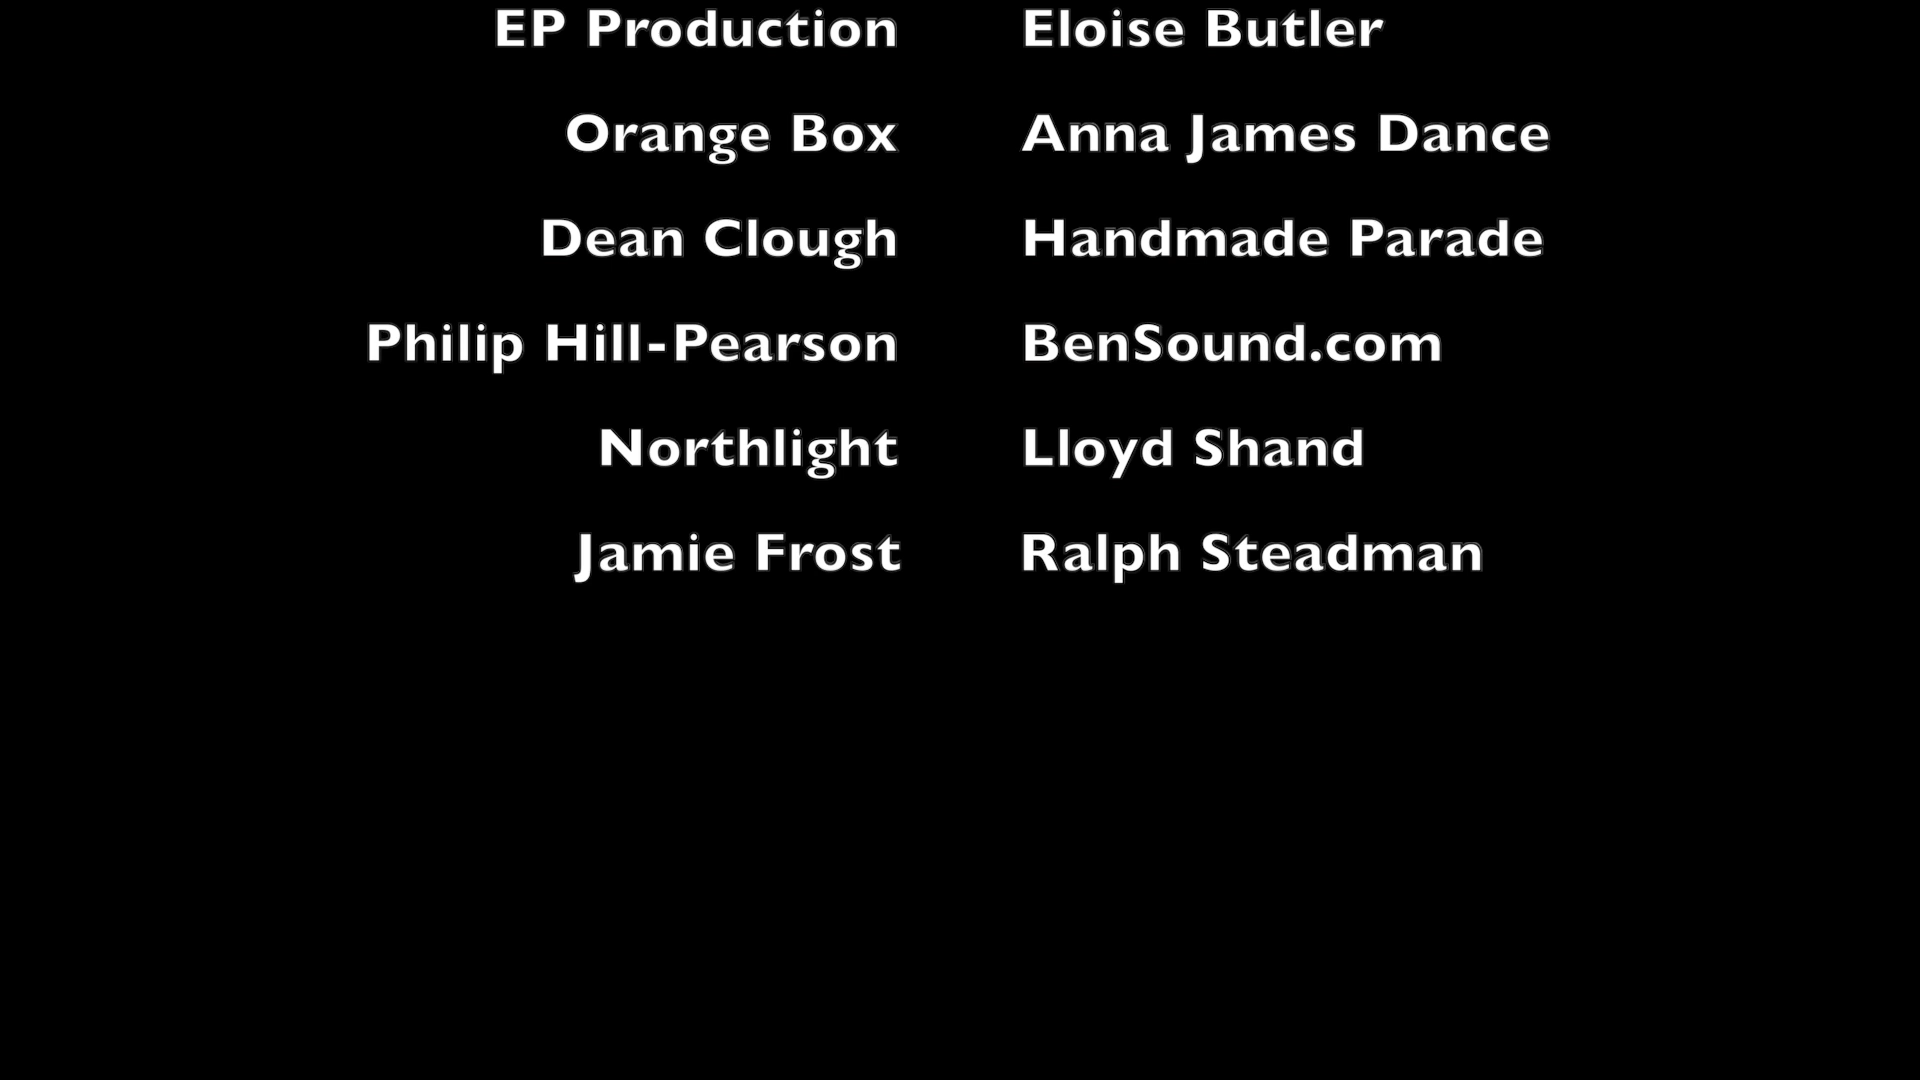 EP Production Eloise Butler
Orange Box Anna James Dance
Dean Clough Handmade Parade
Philip Hill-Pearson BenSound.com
Northlight Lloyd Shand
Jamie Frost Ralph Steadman